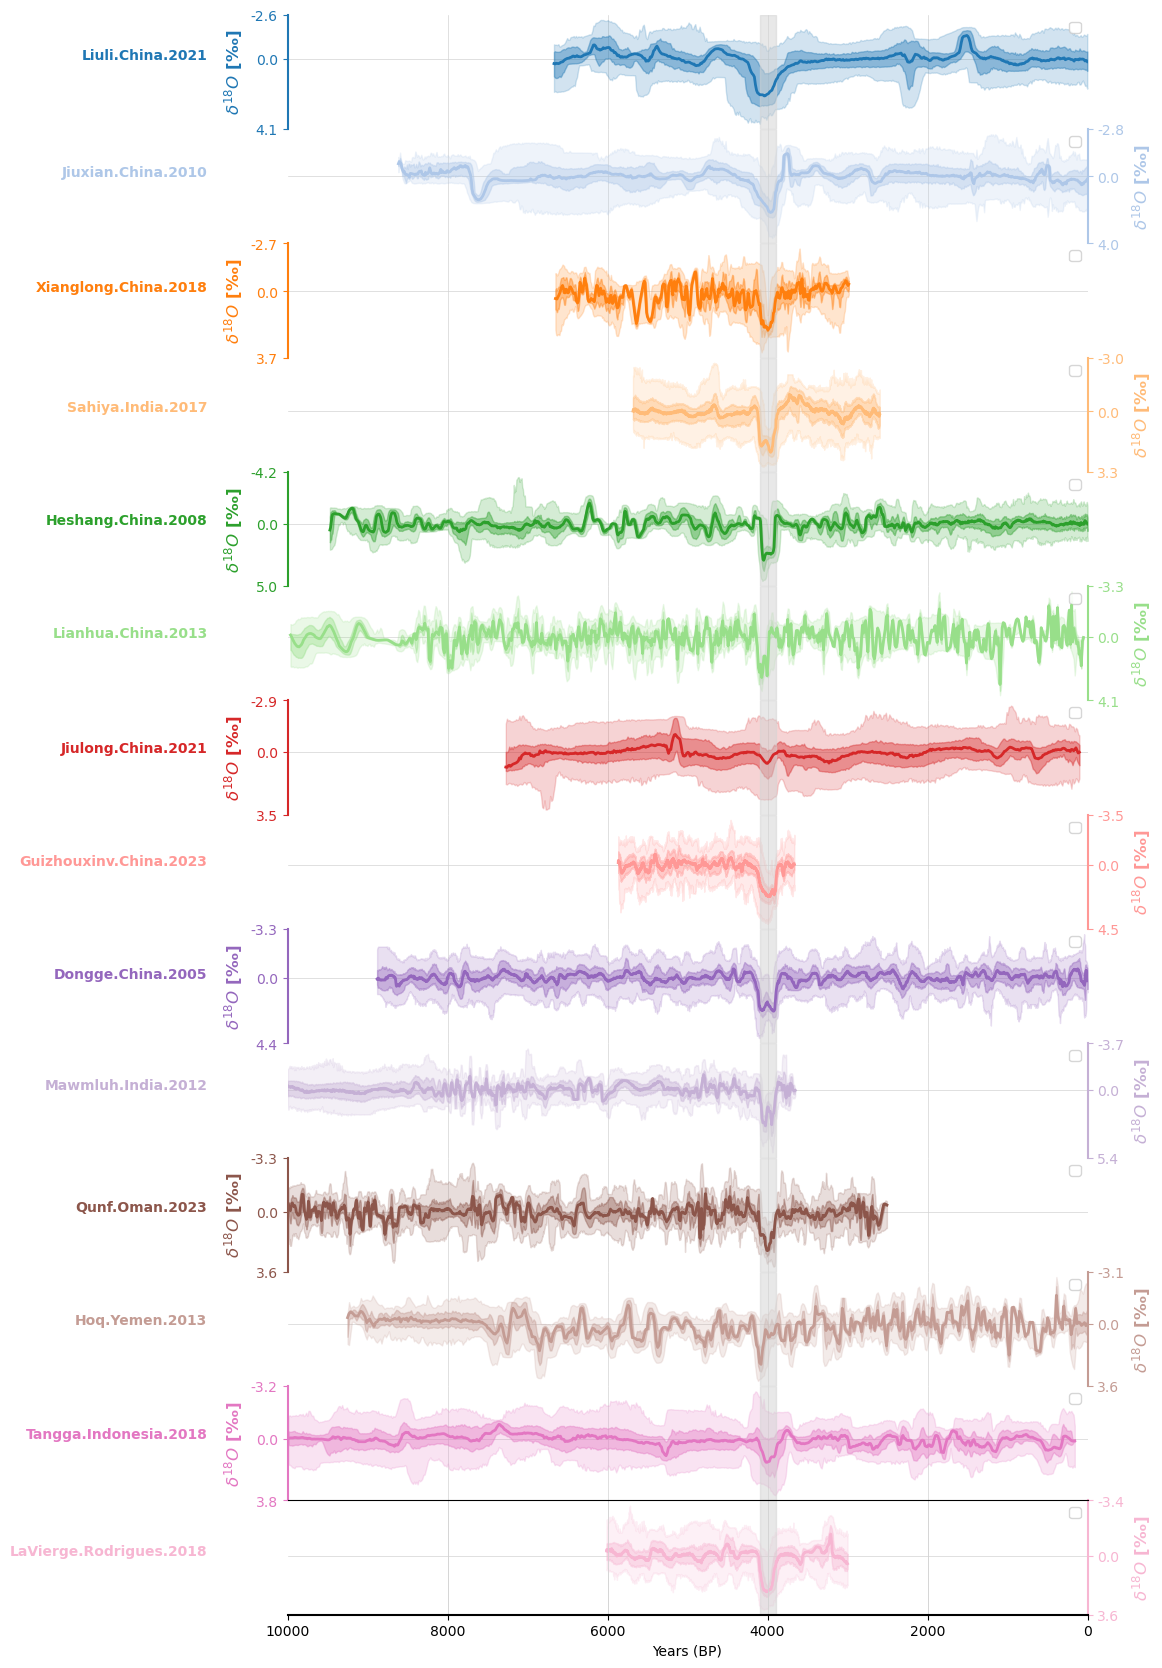 -2.6
Liuli.China.2021
0.0
δ18O [‰]
4.1
-2.8
Jiuxian.China.2010
0.0
δ18O [‰]
4.0
-2.7
Xianglong.China.2018
0.0
δ18O [‰]
3.7
-3.0
Sahiya.India.2017
0.0
δ18O [‰]
3.3
-4.2
Heshang.China.2008
0.0
δ18O [‰]
5.0
-3.3
Lianhua.China.2013
0.0
δ18O [‰]
4.1
-2.9
Jiulong.China.2021
0.0
δ18O [‰]
3.5
-3.5
Guizhouxinv.China.2023
0.0
δ18O [‰]
4.5
-3.3
Dongge.China.2005
0.0
δ18O [‰]
4.4
-3.7
Mawmluh.India.2012
0.0
δ18O [‰]
5.4
-3.3
Qunf.Oman.2023
0.0
δ18O [‰]
3.6
-3.1
Hoq.Yemen.2013
0.0
δ18O [‰]
3.6
-3.2
Tangga.Indonesia.2018
0.0
δ18O [‰]
3.8
-3.4
LaVierge.Rodrigues.2018
0.0
δ18O [‰]
3.6
10000 8000 6000 4000 2000 0
Years (BP)